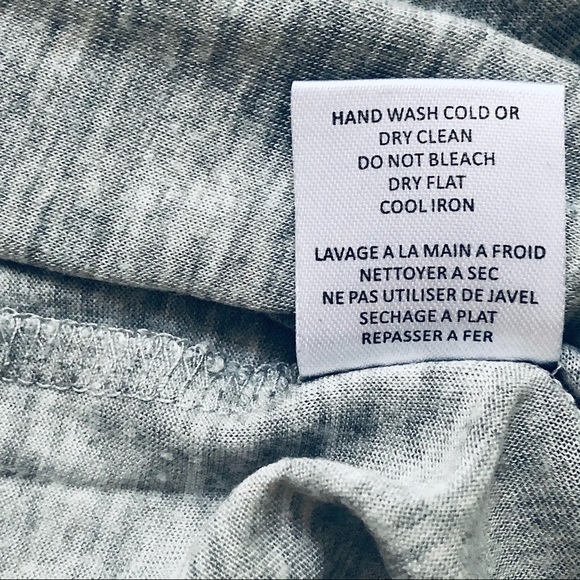 HAND WASH COLD OR
DRY CLEAN
DO NOT BLEACH
DRY FLAT
COOL IRON
LAVAGE A LA MAIN A FROID
NETTOYER A SEC
NE PAS UTILISER DE JAVEL
SECHAGE A PLAT
REPASSER A FER